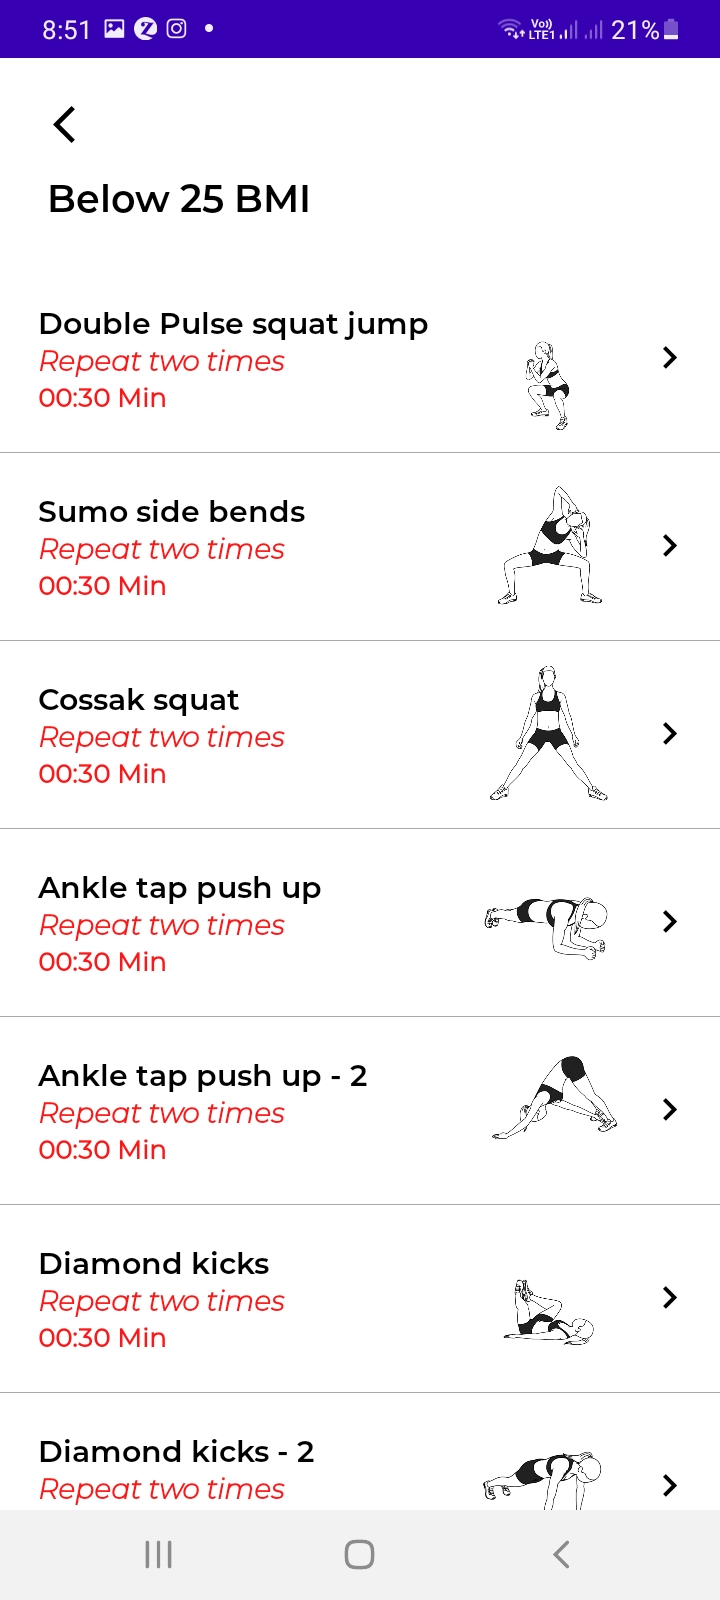 8:51
Vo))
LTE1
21%
Below 25 BMI
Double Pulse squat jump
Repeat two times
00:30 Min
Sumo side bends
Repeat two times
00:30 Min
Cossak squat
Repeat two times
00:30 Min
Ankle tap push up
Repeat two times
00:30 Min
Ankle tap push up - 2
Repeat two times
00:30 Min
Diamond kicks
Repeat two times
00:30 Min
Diamond kicks - 2
Repeat two times